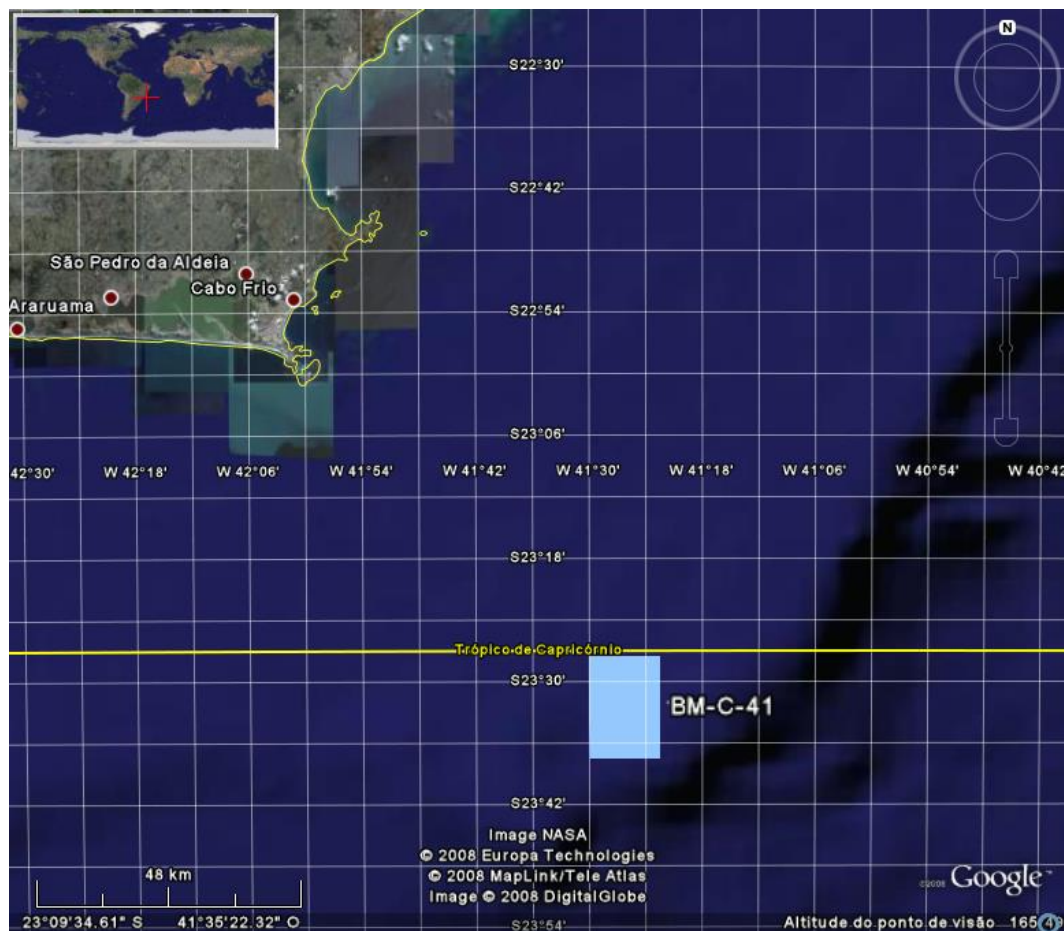 N
S22°30'
S22°42'
São Pedro da Aldeia
Cabo Frio
Araruama
S22°54'
S23°06'
42°30' W 42°18' W 42°06' W 41°54' W 41°42' W 41°30' W 41°18' W 41°06' W 40°54' W 40°42'
S23°18'
Trópico de Capricórnio
S23°30'
BM-C-41
S23°42'
Image NASA
© 2008 Europa Technologies
© 2008 MapLink/Tele Atlas
Image © 2008 DigitalGlobe
48 km
©2008 Google™
23°09'34.61" S 41°35'22.32" O
S23°54'
Altitude do ponto de visão 165